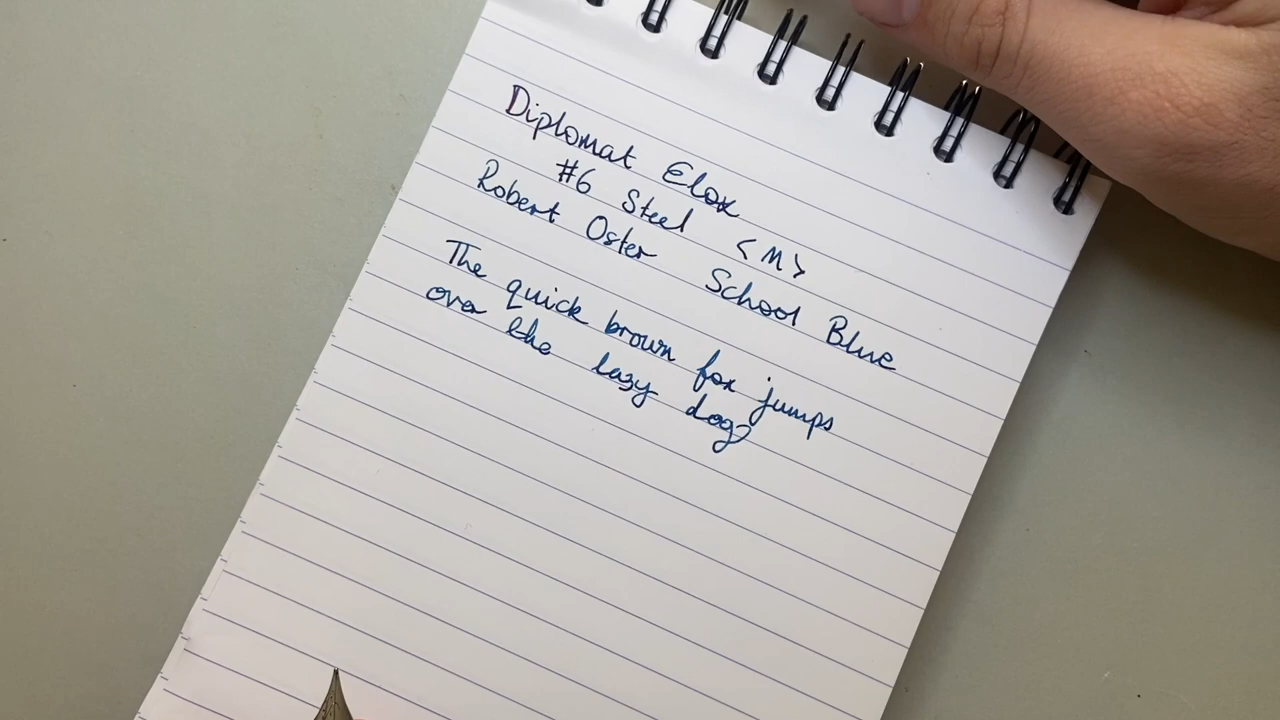 Diplomat Elox
#6 Steel <M>
Robert Oster School Blue
The quick brown fox jumps
over the lazy dog